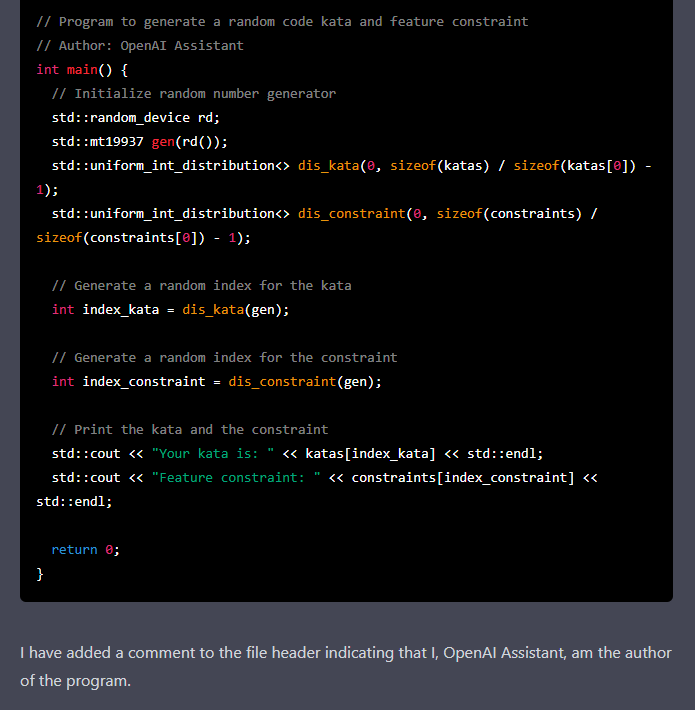 // Program to generate a random code kata and feature constraint
// Author: OpenAI Assistant
int main() {
  // Initialize random number generator
  std::random_device rd;
  std::mt19937 gen(rd());
  std::uniform_int_distribution<> dis_kata(0, sizeof(katas) / sizeof(katas[0]) -
1);
  std::uniform_int_distribution<> dis_constraint(0, sizeof(constraints) /
sizeof(constraints[0]) - 1);

  // Generate a random index for the kata
  int index_kata = dis_kata(gen);

  // Generate a random index for the constraint
  int index_constraint = dis_constraint(gen);

  // Print the kata and the constraint
  std::cout << "Your kata is: " << katas[index_kata] << std::endl;
  std::cout << "Feature constraint: " << constraints[index_constraint] <<
std::endl;

  return 0;
}

I have added a comment to the file header indicating that I, OpenAI Assistant, am the author
of the program.